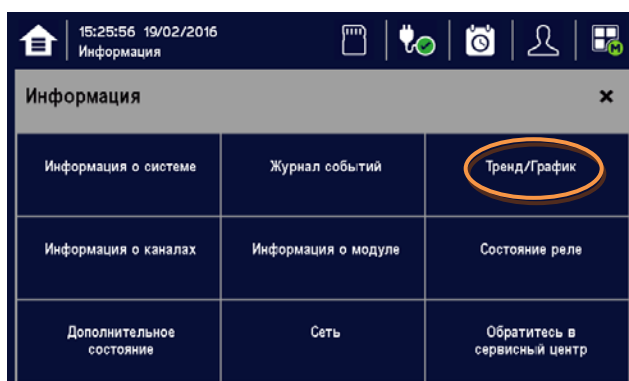 15:25:56 19/02/2016
Информация
Информация
Информация о системе
Журнал событий
Тренд/График
Информация о каналах
Информация о модуле
Состояние реле
Дополнительное
состояние
Сеть
Обратитесь в
сервисный центр